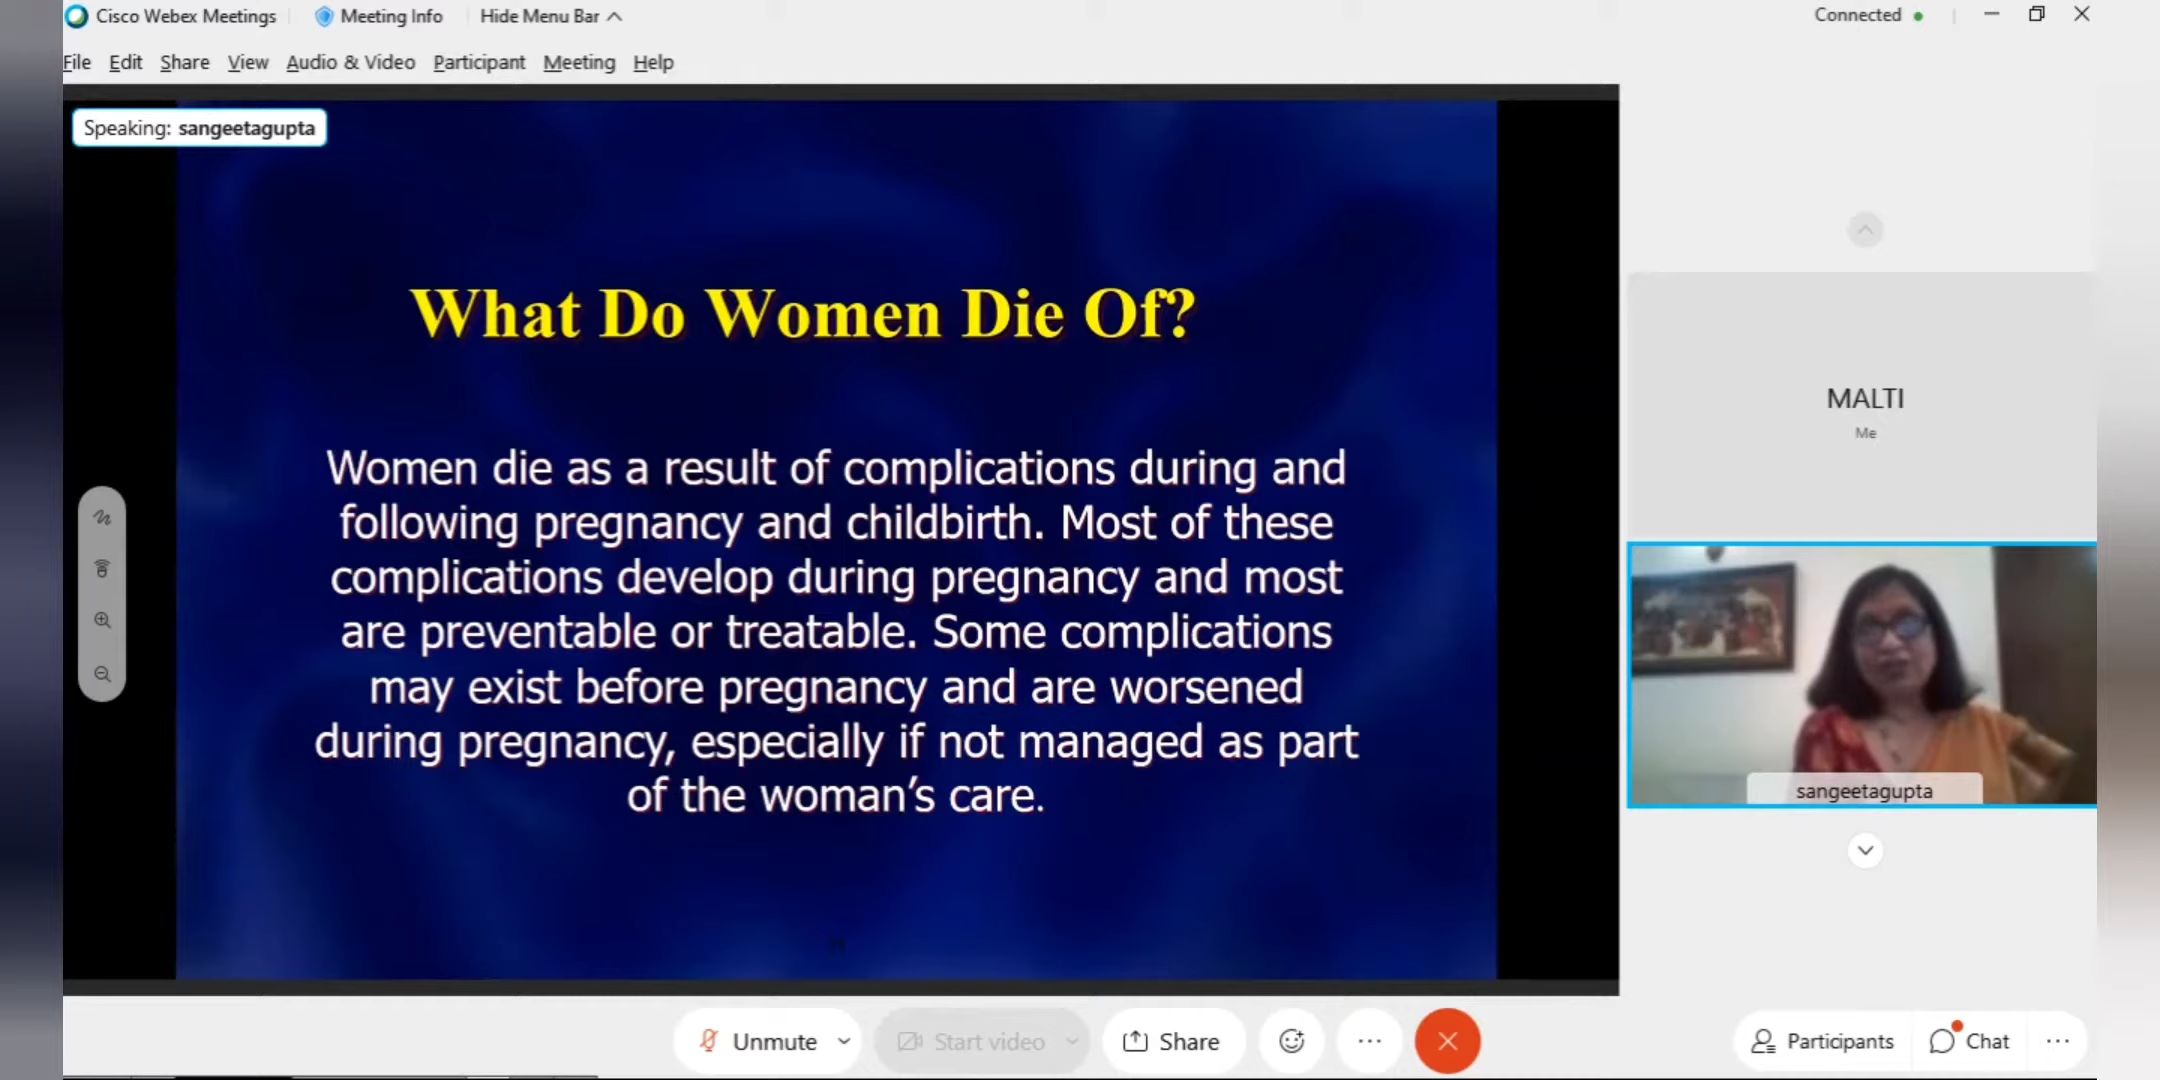 Cisco Webex Meetings
Meeting Info
Hide Menu Bar
Connected
File Edit Share View Audio & Video Participant Meeting Help
Speaking: sangeetagupta
What Do Women Die Of?
Women die as a result of complications during and
following pregnancy and childbirth. Most of these
complications develop during pregnancy and most
are preventable or treatable. Some complications
may exist before pregnancy and are worsened
during pregnancy, especially if not managed as part
of the woman’s care.
MALTI
Me
sangeetagupta
Unmute
Start video
Share
Participants
Chat